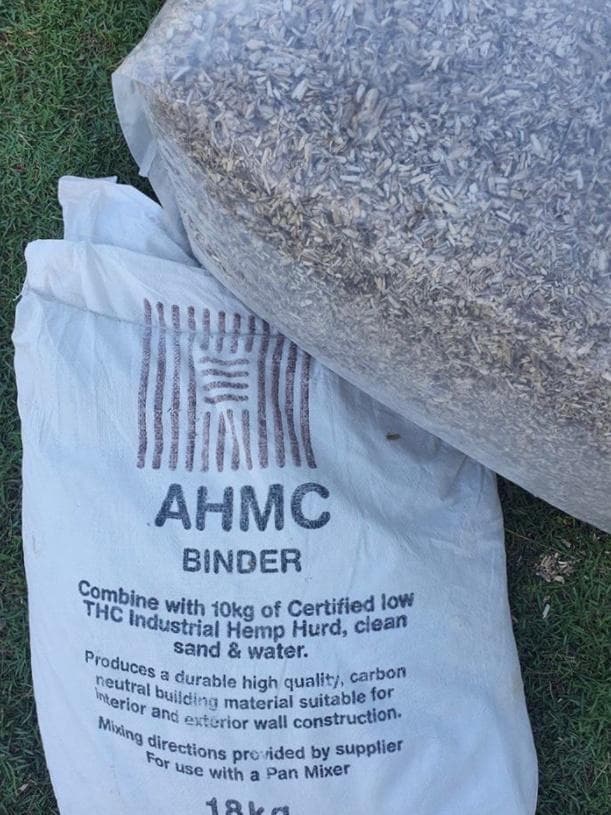 AHMC
BINDER
Combine with 10kg of Certified low
THC Industrial Hemp Hurd, clean
sand & water.
Produces a durable high quality, carbon
neutral building material suitable for
interior and exterior wall construction.
Mixing directions provided by supplier
For use with a Pan Mixer
18kg